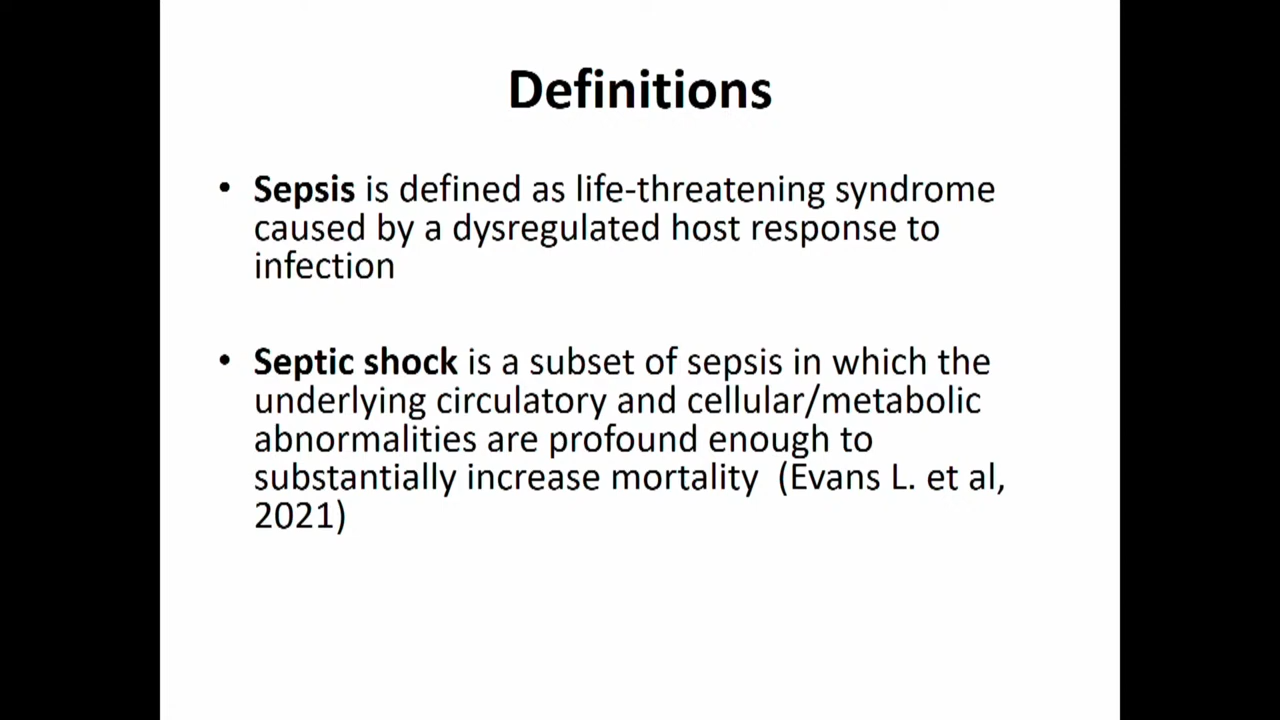 Definitions
• Sepsis is defined as life-threatening syndrome
caused by a dysregulated host response to
infection
• Septic shock is a subset of sepsis in which the
underlying circulatory and cellular/metabolic
abnormalities are profound enough to
substantially increase mortality  (Evans L. et al,
2021)